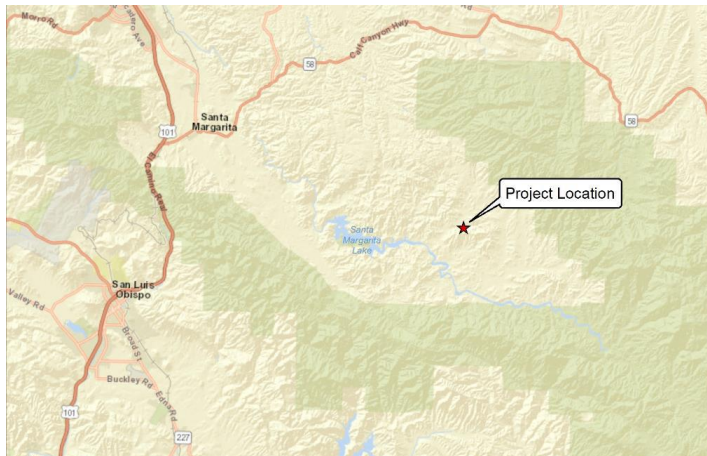 Morro Rd
cadero Ave
58
Calf Canyon Hwy
58
Santa
Margarita
101
El Camino Real
Project Location
Santa
Margarita
Lake
San Luis
Obispo
Valley Rd
Broad St
Buckley Rd
Edna Rd
101
227